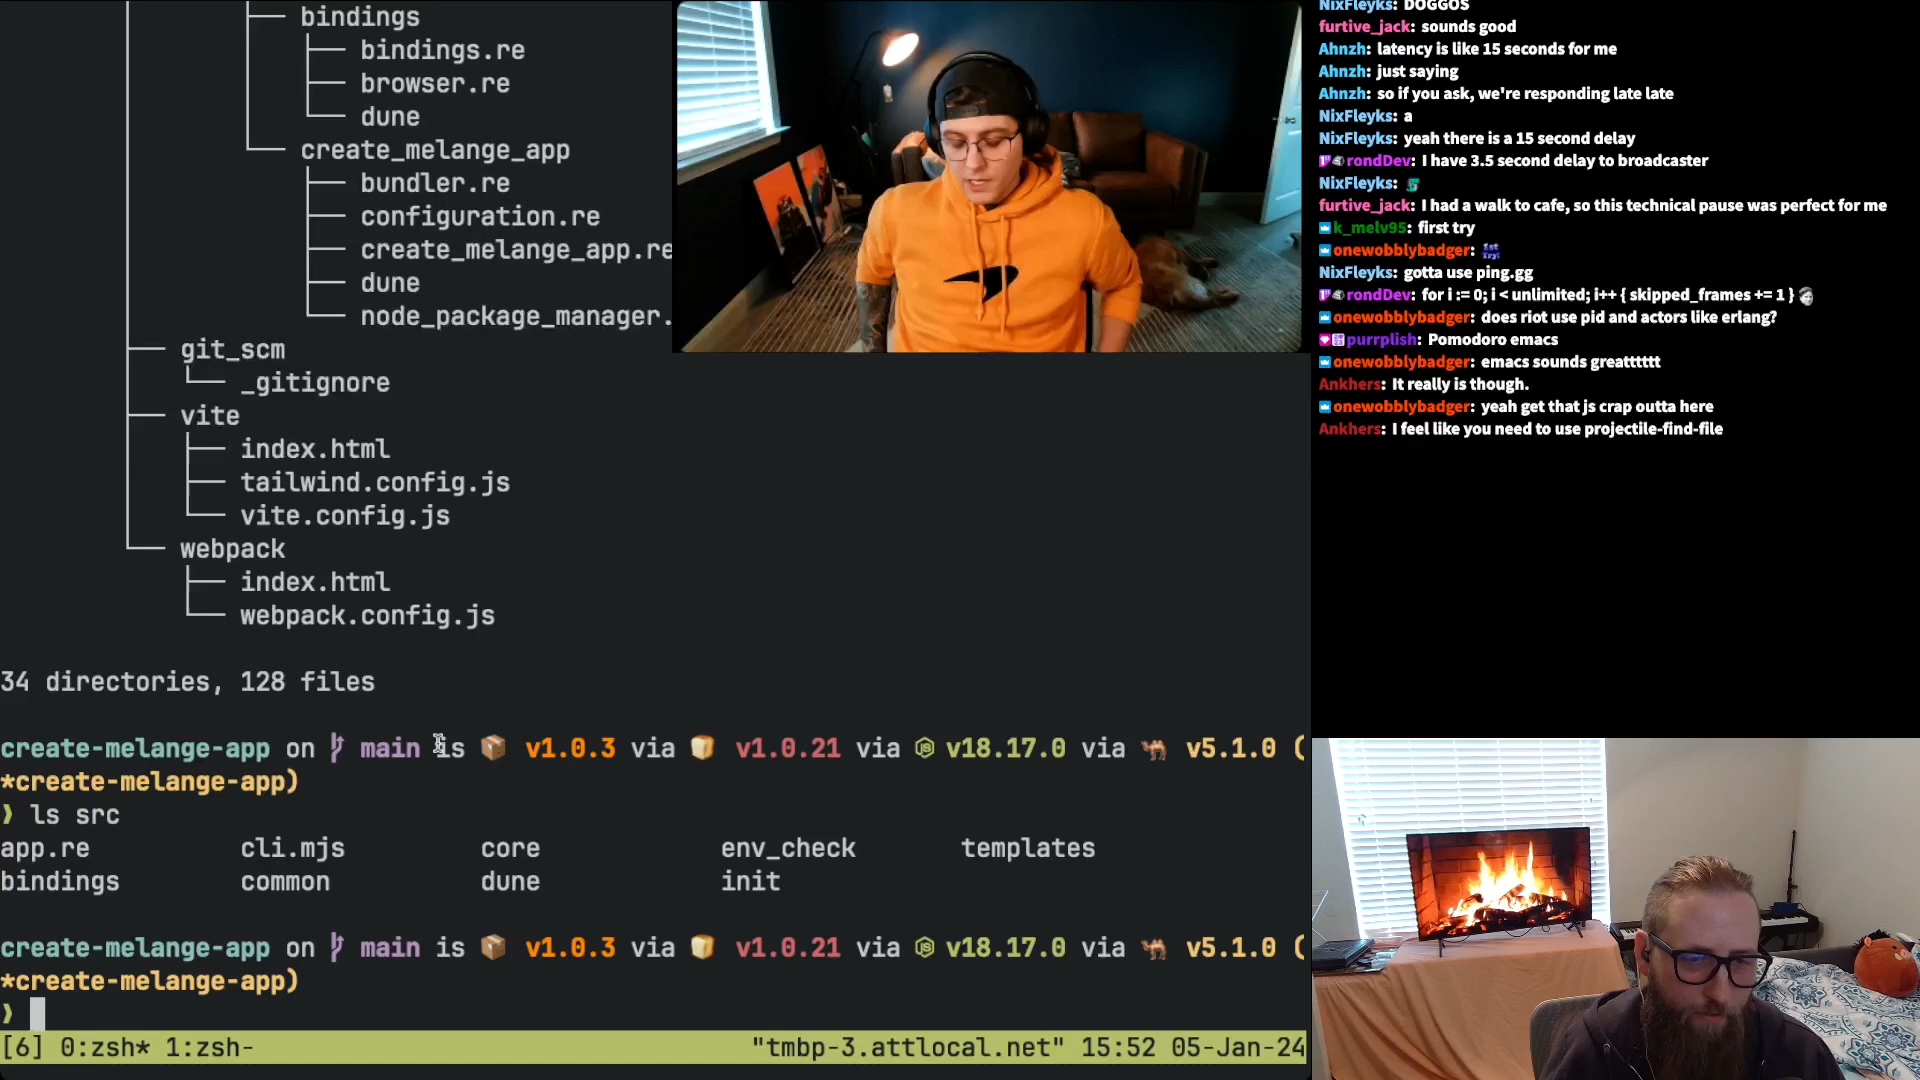 bindings
bindings.re
browser.re
dune
create_melange_app
bundler.re
configuration.re
create_melange_app.re
dune
node_package_manager.
git_scm
_gitignore
vite
index.html
tailwind.config.js
vite.config.js
webpack
index.html
webpack.config.js
34 directories, 128 files
create-melange-app on main is v1.0.3 via v1.0.21 via v18.17.0 via v5.1.0 (
*create-melange-app)
❯ ls src
app.re cli.mjs core env_check templates
bindings common dune init
create-melange-app on main is v1.0.3 via v1.0.21 via v18.17.0 via v5.1.0 (
*create-melange-app)
❯
[6] 0:zsh* 1:zsh- "tmbp-3.attlocal.net" 15:52 05-Jan-24
NixFleyks: DOGGOS
furtive_jack: sounds good
Ahnzh: latency is like 15 seconds for me
Ahnzh: just saying
Ahnzh: so if you ask, we're responding late late
NixFleyks: a
NixFleyks: yeah there is a 15 second delay
rondDev: I have 3.5 second delay to broadcaster
NixFleyks:
furtive_jack: I had a walk to cafe, so this technical pause was perfect for me
k_melv95: first try
onewobblybadger: 1st Try!
NixFleyks: gotta use ping.gg
rondDev: for i := 0; i < unlimited; i++ { skipped_frames += 1 }
onewobblybadger: does riot use pid and actors like erlang?
purrplish: Pomodoro emacs
onewobblybadger: emacs sounds greatttttt
Ankhers: It really is though.
onewobblybadger: yeah get that js crap outta here
Ankhers: I feel like you need to use projectile-find-file